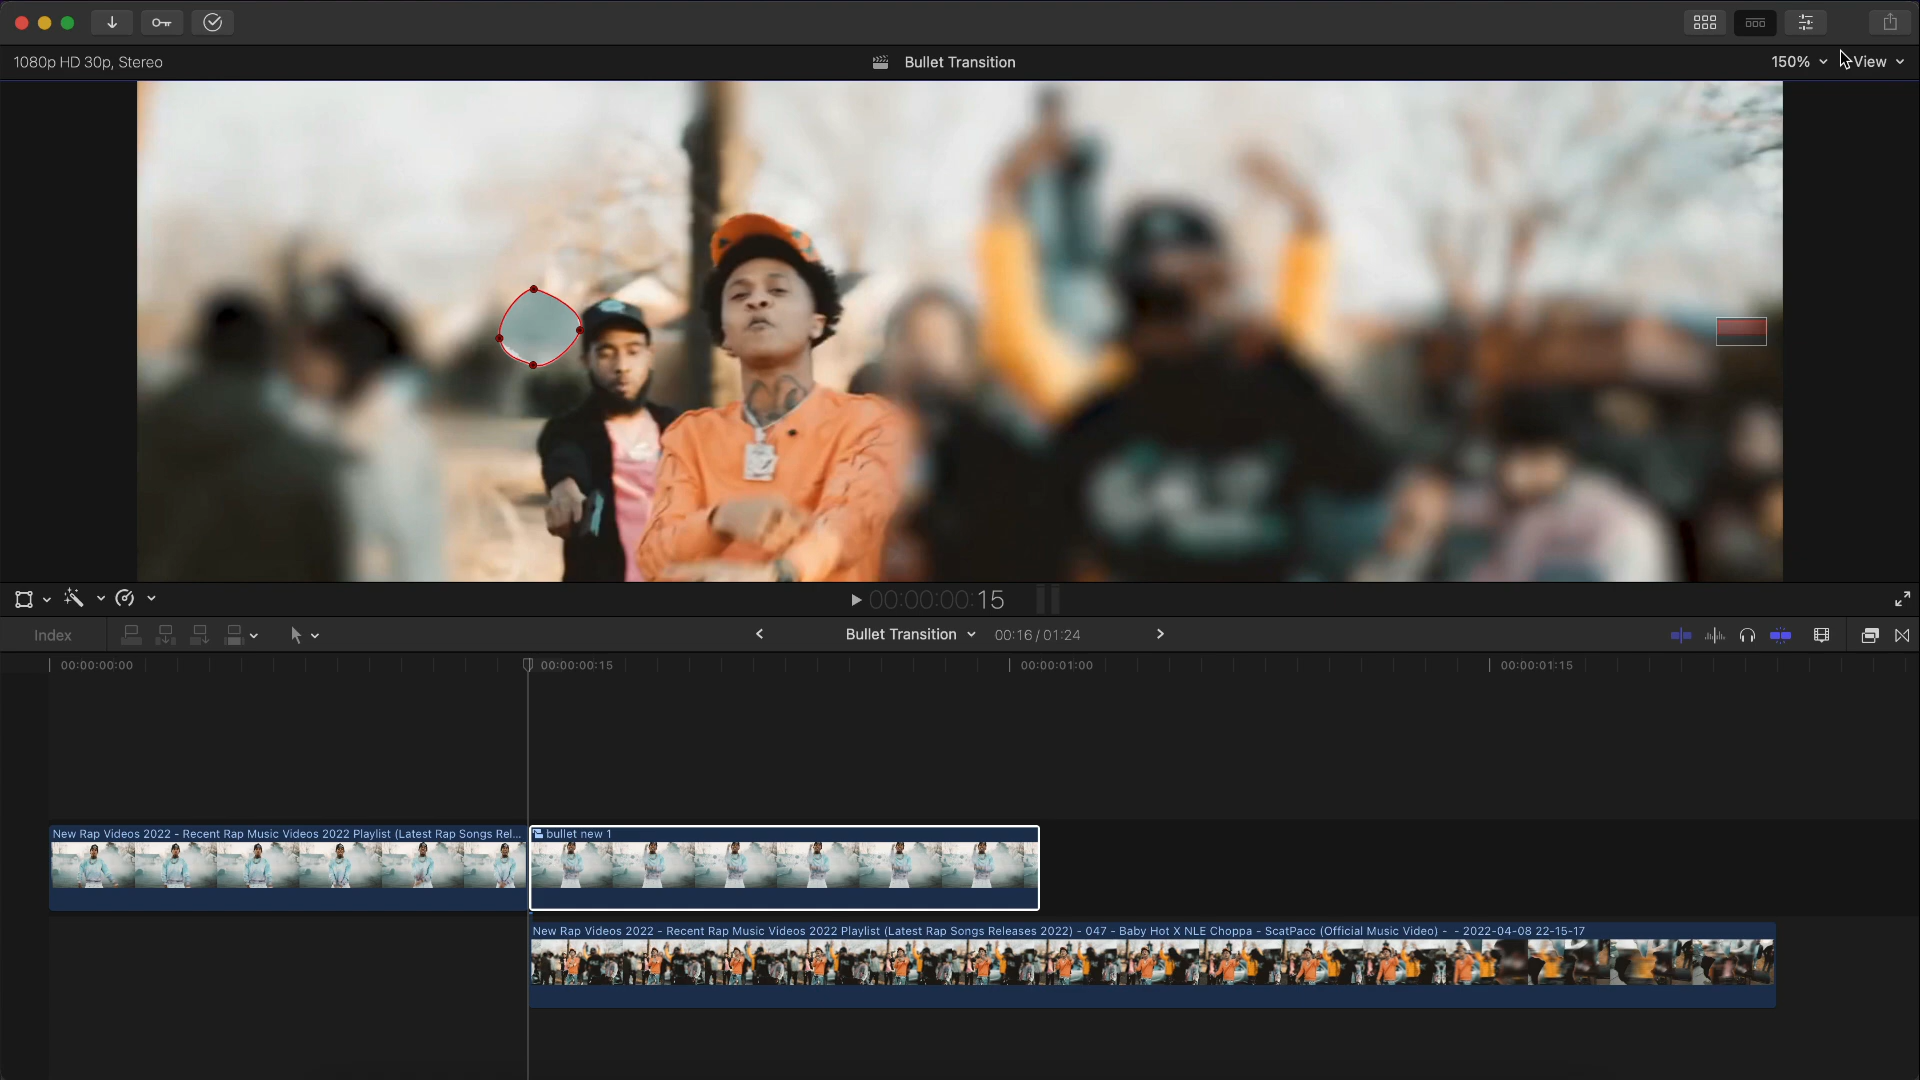 1080p HD 30p, Stereo
Bullet Transition
150%
View
00:00:00:15
Index
Bullet Transition
00:16 / 01:24
00:00:00:00
00:00:00:15
00:00:01:00
00:00:01:15
New Rap Videos 2022 - Recent Rap Music Videos 2022 Playlist (Latest Rap Songs Rel...
bullet new 1
New Rap Videos 2022 - Recent Rap Music Videos 2022 Playlist (Latest Rap Songs Releases 2022) - 047 - Baby Hot X NLE Choppa - ScatPacc (Official Music Video) - - 2022-04-08 22-15-17